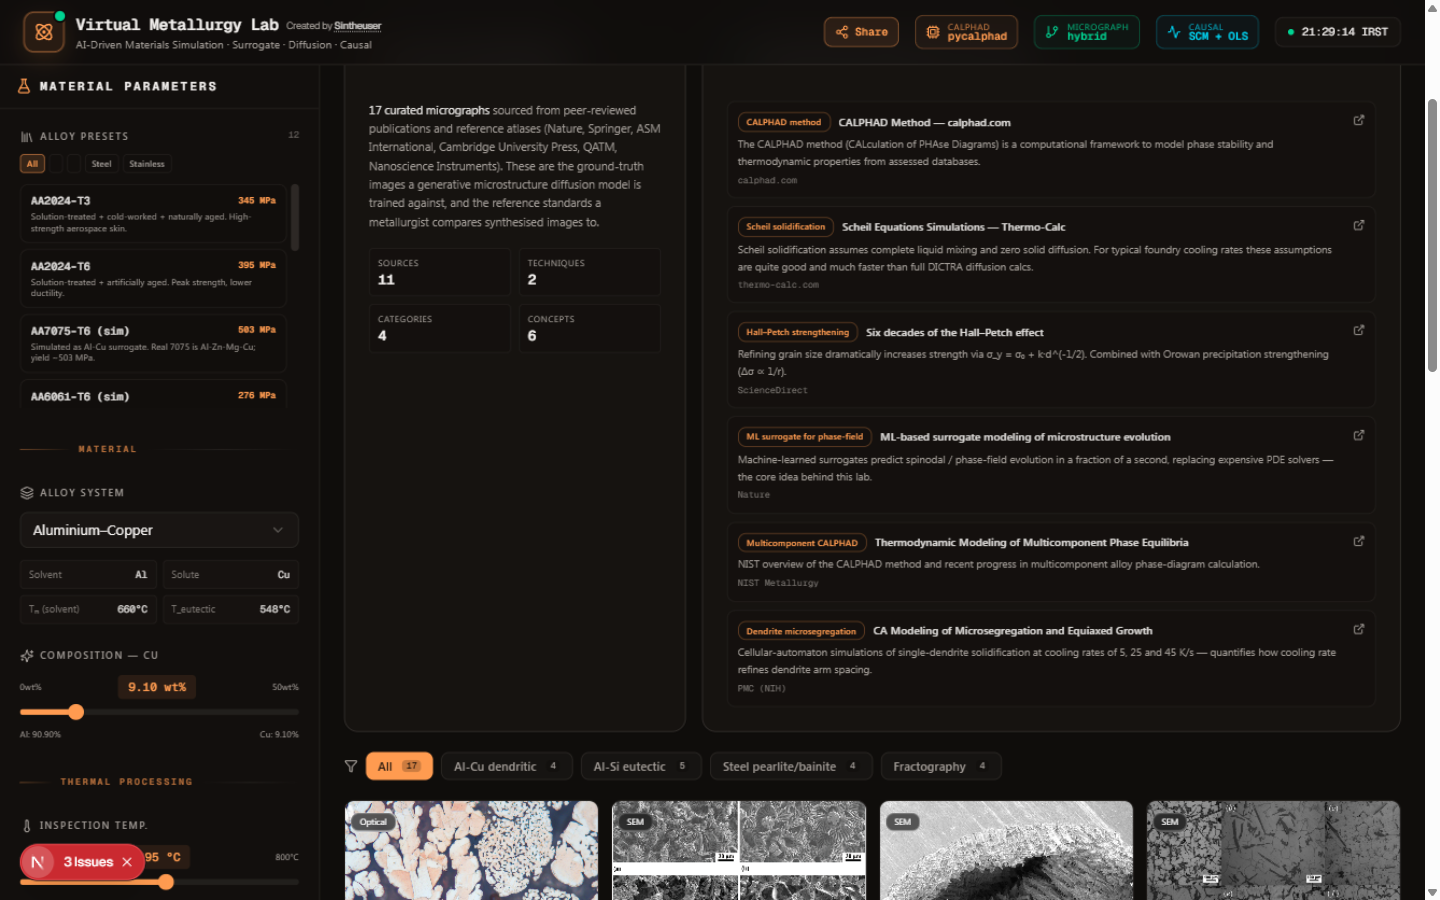 Virtual Metallurgy Lab Created by Sintheuser
AI-Driven Materials Simulation · Surrogate · Diffusion · Causal
Share
CALPHAD
pycalphad
MICROGRAPH
hybrid
CAUSAL
SCM + OLS
21:29:14 IRST
MATERIAL PARAMETERS
ALLOY PRESETS 12
All
Steel
Stainless
AA2024-T3 345 MPa
Solution-treated + cold-worked + naturally aged. High-
strength aerospace skin.
AA2024-T6 395 MPa
Solution-treated + artificially aged. Peak strength, lower
ductility.
AA7075-T6 (sim) 503 MPa
Simulated as Al-Cu surrogate. Real 7075 is Al-Zn-Mg-Cu;
yield ~503 MPa.
AA6061-T6 (sim) 276 MPa
MATERIAL
ALLOY SYSTEM
Aluminium–Copper
Solvent Al
Solute Cu
Tₘ (solvent) 660°C
T_eutectic 548°C
COMPOSITION — CU
0wt% 9.10 wt% 50wt%
Al: 90.90% Cu: 9.10%
THERMAL PROCESSING
INSPECTION TEMP.
95 °C 800°C
N 3 Issues
17 curated micrographs sourced from peer-reviewed
publications and reference atlases (Nature, Springer, ASM
International, Cambridge University Press, QATM,
Nanoscience Instruments). These are the ground-truth
images a generative microstructure diffusion model is
trained against, and the reference standards a
metallurgist compares synthesised images to.
SOURCES
11
TECHNIQUES
2
CATEGORIES
4
CONCEPTS
6
CALPHAD method CALPHAD Method — calphad.com
The CALPHAD method (CALculation of PHAse Diagrams) is a computational framework to model phase stability and
thermodynamic properties from assessed databases.
calphad.com
Scheil solidification Scheil Equations Simulations — Thermo-Calc
Scheil solidification assumes complete liquid mixing and zero solid diffusion. For typical foundry cooling rates these assumptions
are quite good and much faster than full DICTRA diffusion calcs.
thermo-calc.com
Hall–Petch strengthening Six decades of the Hall–Petch effect
Refining grain size dramatically increases strength via σ_y = σ₀ + k·d^(-1/2). Combined with Orowan precipitation strengthening
(Δσ ∝ 1/r).
ScienceDirect
ML surrogate for phase-field ML-based surrogate modeling of microstructure evolution
Machine-learned surrogates predict spinodal / phase-field evolution in a fraction of a second, replacing expensive PDE solvers —
the core idea behind this lab.
Nature
Multicomponent CALPHAD Thermodynamic Modeling of Multicomponent Phase Equilibria
NIST overview of the CALPHAD method and recent progress in multicomponent alloy phase-diagram calculation.
NIST Metallurgy
Dendrite microsegregation CA Modeling of Microsegregation and Equiaxed Growth
Cellular-automaton simulations of single-dendrite solidification at cooling rates of 5, 25 and 45 K/s — quantifies how cooling rate
refines dendrite arm spacing.
PMC (NIH)
All 17
Al-Cu dendritic 4
Al-Si eutectic 5
Steel pearlite/bainite 4
Fractography 4
Optical
SEM
SEM
SEM